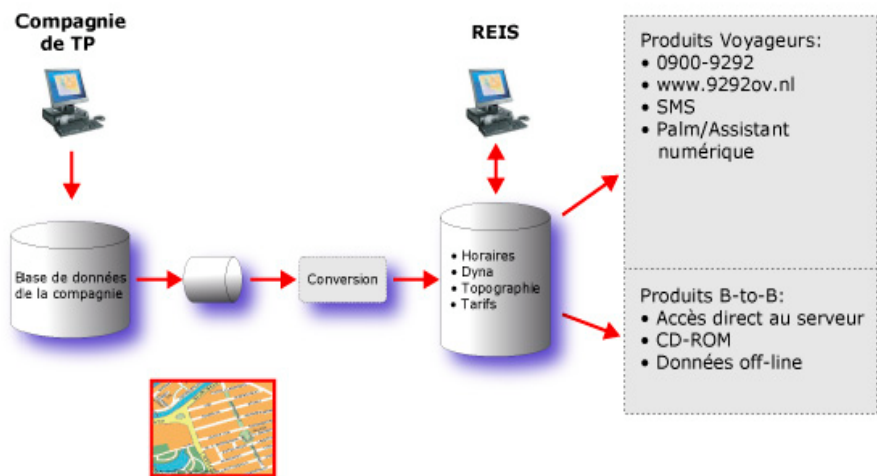 Compagnie
de TP
REIS
Base de données
de la compagnie
Conversion
• Horaires
• Dyna
• Topographie
• Tarifs
Produits Voyageurs:
• 0900-9292
• www.9292ov.nl
• SMS
• Palm/Assistant
numérique
Produits B-to-B:
• Accès direct au serveur
• CD-ROM
• Données off-line